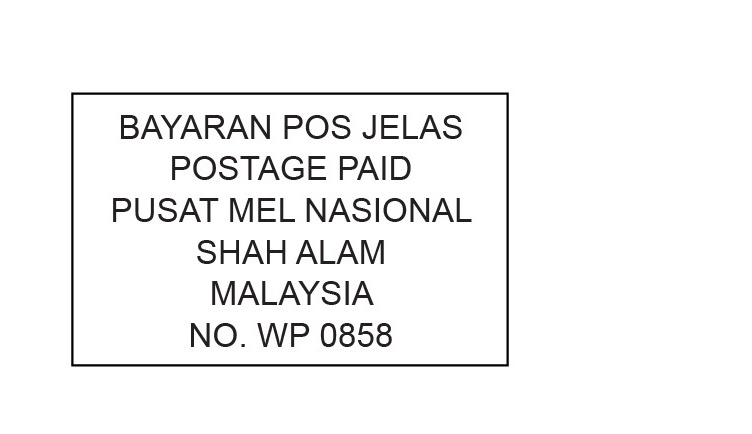 BAYARAN POS JELAS
POSTAGE PAID
PUSAT MEL NASIONAL
SHAH ALAM
MALAYSIA
NO. WP 0858